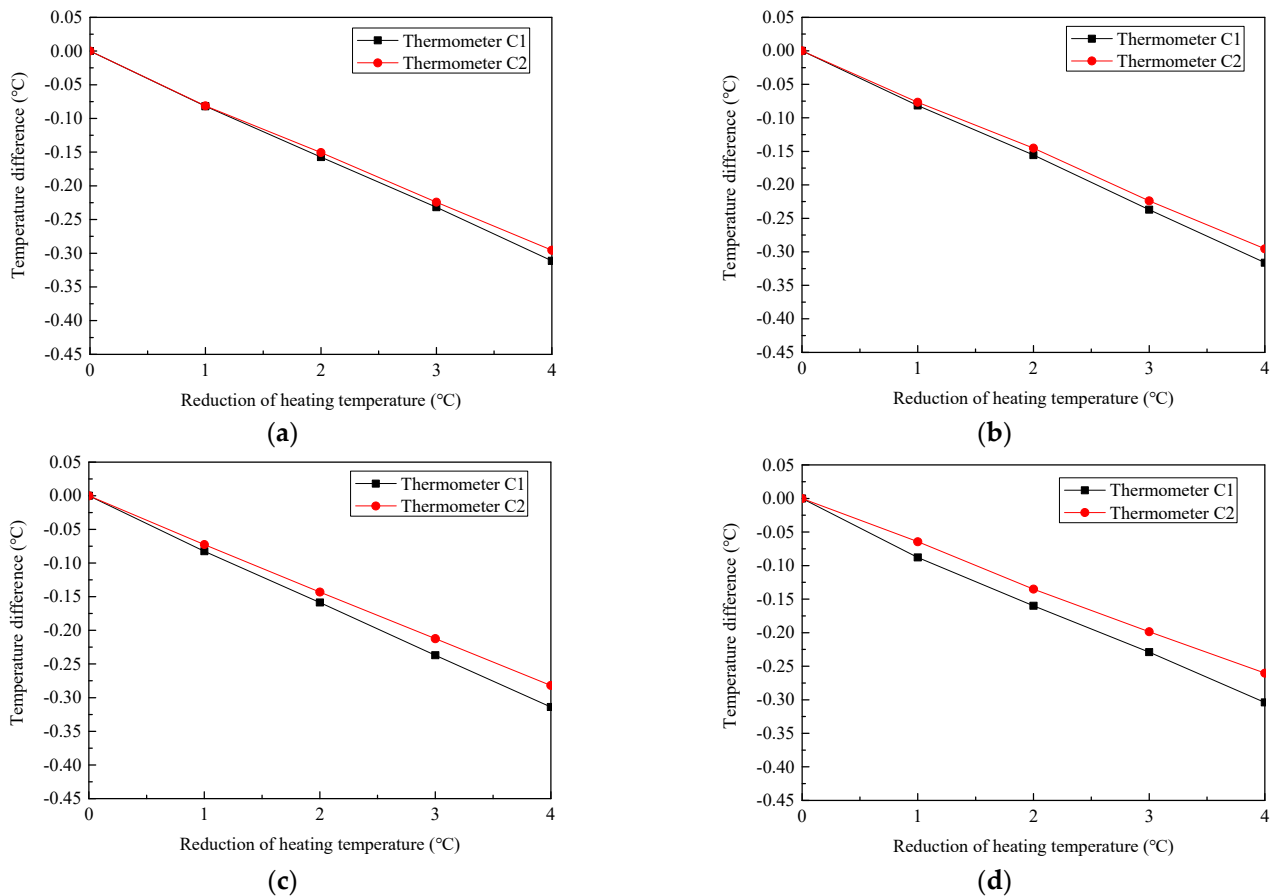 0.05
0.00
-0.05
-0.10
-0.15
-0.20
-0.25
-0.30
-0.35
-0.40
-0.45
Temperature difference (℃)
Thermometer C1
Thermometer C2
0 1 2 3 4
Reduction of heating temperature (℃)
(a)
0.05
0.00
-0.05
-0.10
-0.15
-0.20
-0.25
-0.30
-0.35
-0.40
-0.45
Temperature difference (℃)
Thermometer C1
Thermometer C2
0 1 2 3 4
Reduction of heating temperature (℃)
(b)
0.05
0.00
-0.05
-0.10
-0.15
-0.20
-0.25
-0.30
-0.35
-0.40
-0.45
Temperature difference (℃)
Thermometer C1
Thermometer C2
0 1 2 3 4
Reduction of heating temperature (℃)
(c)
0.05
0.00
-0.05
-0.10
-0.15
-0.20
-0.25
-0.30
-0.35
-0.40
-0.45
Temperature difference (℃)
Thermometer C1
Thermometer C2
0 1 2 3 4
Reduction of heating temperature (℃)
(d)